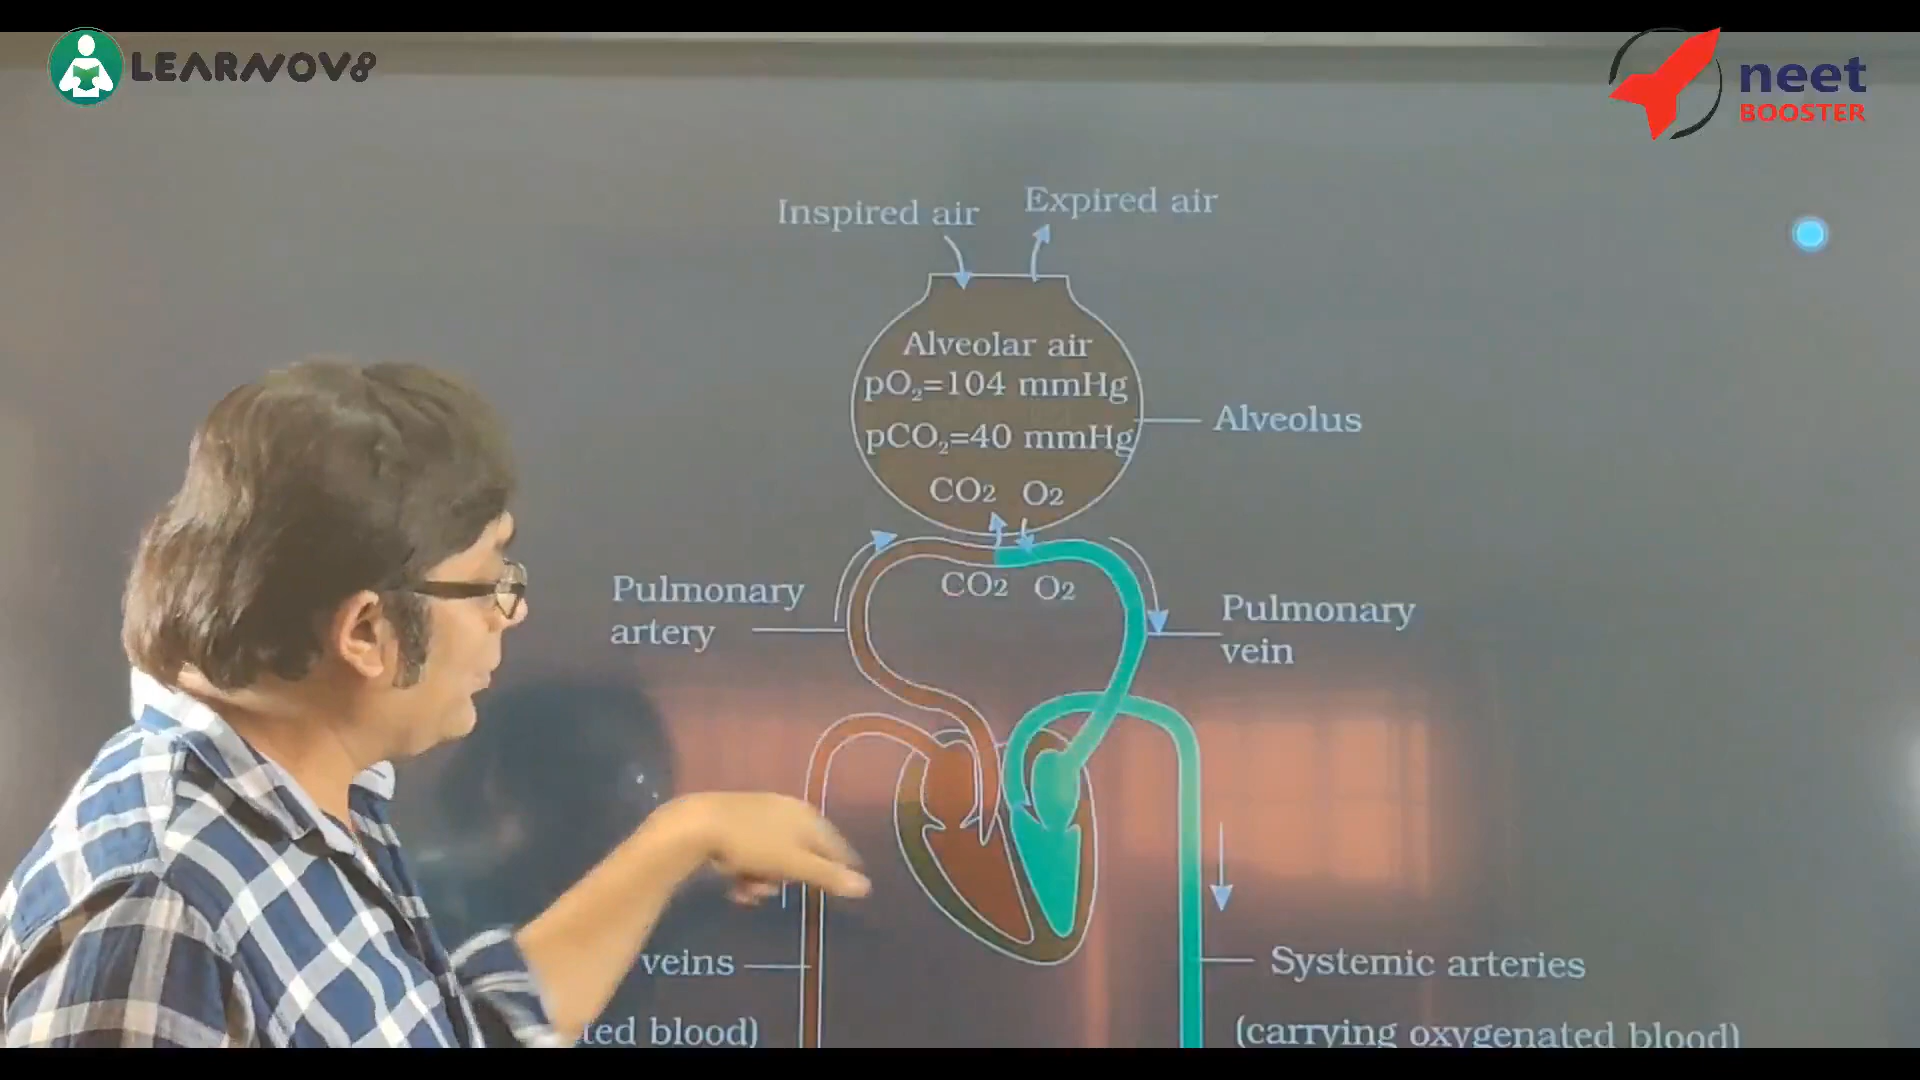 LEARNOV8
neet
BOOSTER
Inspired air
Expired air
Alveolar air
pO₂=104 mmHg
pCO₂=40 mmHg
Alveolus
CO2 O2
CO2 O2
Pulmonary
artery
Pulmonary
vein
veins
Systemic arteries
blood)
(carrying oxygenated blood)